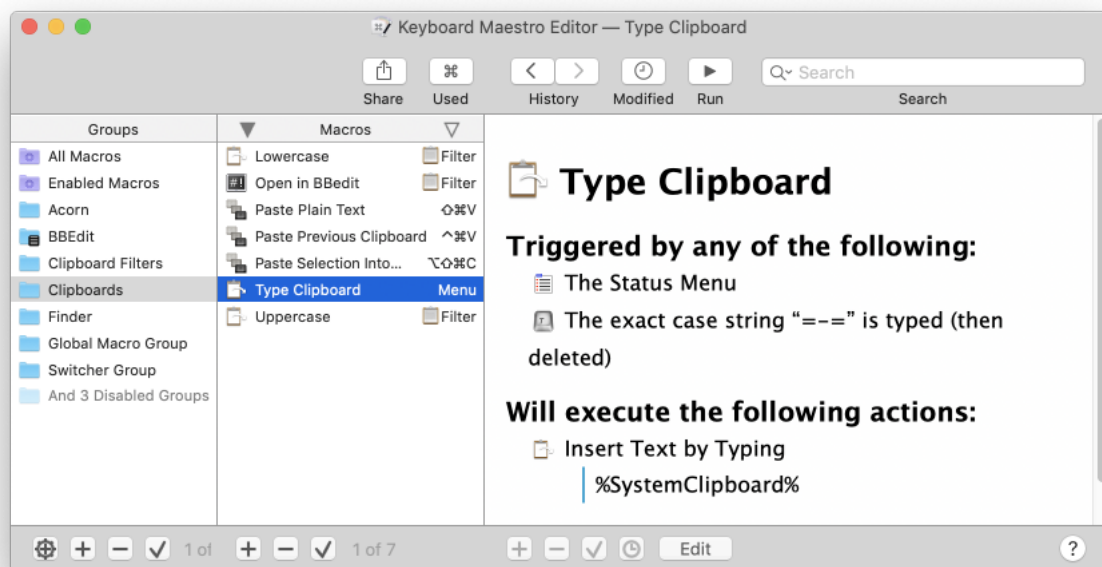 Keyboard Maestro Editor — Type Clipboard
Share Used History Modified Run Search
Search
Groups
All Macros
Enabled Macros
Acorn
BBEdit
Clipboard Filters
Clipboards
Finder
Global Macro Group
Switcher Group
And 3 Disabled Groups
Macros
Lowercase Filter
#! Open in BBedit Filter
Paste Plain Text ⇧⌘V
Paste Previous Clipboard ^⌘V
Paste Selection Into... ⌥⇧⌘C
Type Clipboard Menu
Uppercase Filter
Type Clipboard
Triggered by any of the following:
The Status Menu
The exact case string “=-=” is typed (then
deleted)
Will execute the following actions:
Insert Text by Typing
%SystemClipboard%
1 of
1 of 7
Edit
?